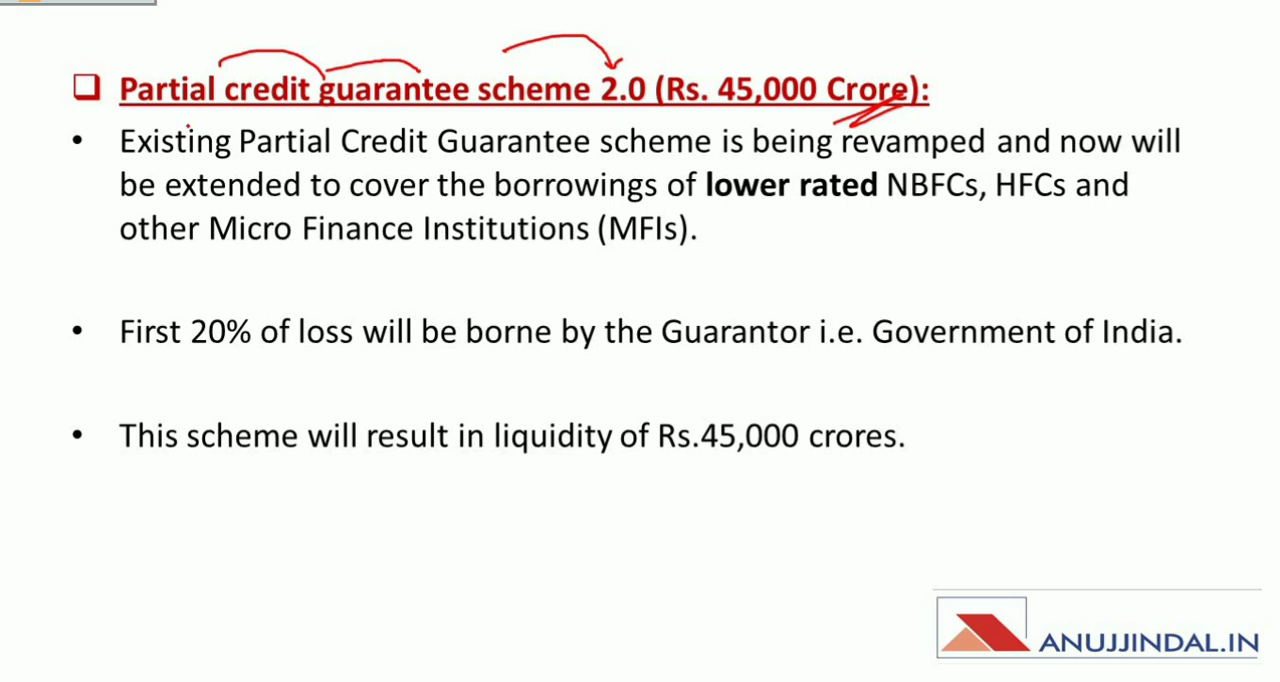 Partial credit guarantee scheme 2.0 (Rs. 45,000 Crore):
• Existing Partial Credit Guarantee scheme is being revamped and now will
be extended to cover the borrowings of lower rated NBFCs, HFCs and
other Micro Finance Institutions (MFIs).
• First 20% of loss will be borne by the Guarantor i.e. Government of India.
• This scheme will result in liquidity of Rs.45,000 crores.
ANUJJINDAL.IN